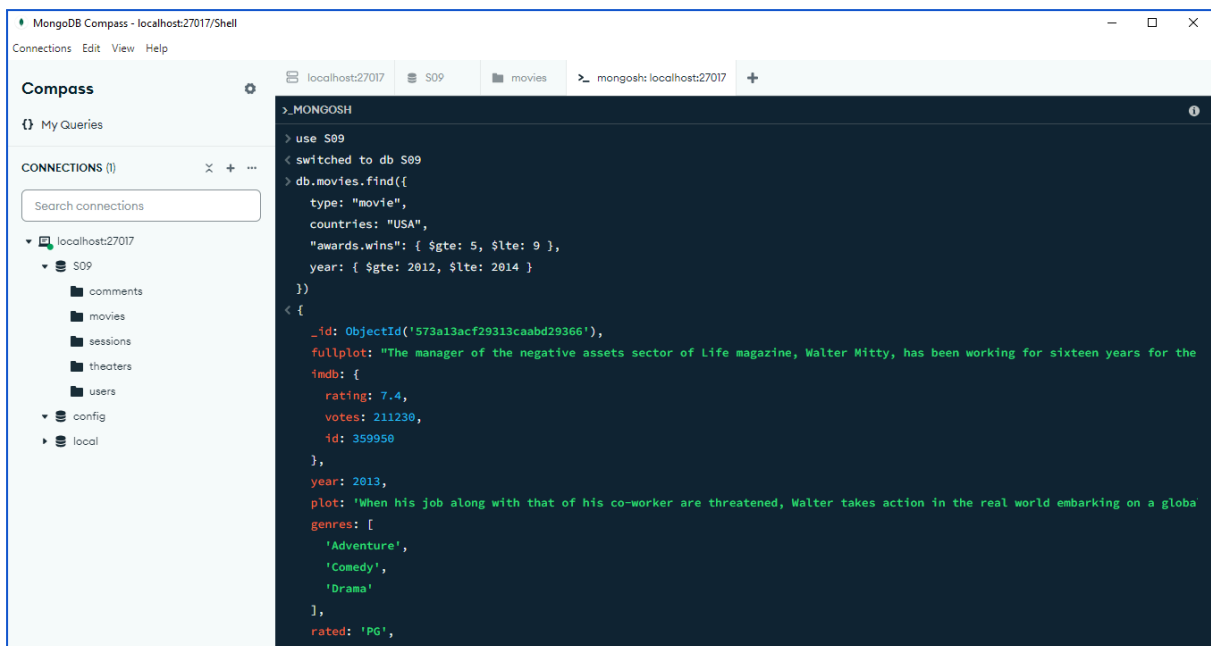 MongoDB Compass - localhost:27017/Shell
Connections Edit View Help
Compass
{} My Queries
CONNECTIONS (1)
Search connections
localhost:27017
S09
comments
movies
sessions
theaters
users
config
local
localhost:27017 S09 movies >_ mongosh: localhost:27017 +
>_MONGOSH
> use S09
< switched to db S09
> db.movies.find({
type: "movie",
countries: "USA",
"awards.wins": { $gte: 5, $lte: 9 },
year: { $gte: 2012, $lte: 2014 }
})
< {
_id: ObjectId('573a13acf29313caabd29366'),
fullplot: "The manager of the negative assets sector of Life magazine, Walter Mitty, has been working for sixteen years for the
imdb: {
rating: 7.4,
votes: 211230,
id: 359950
},
year: 2013,
plot: 'When his job along with that of his co-worker are threatened, Walter takes action in the real world embarking on a globa
genres: [
'Adventure',
'Comedy',
'Drama'
],
rated: 'PG',